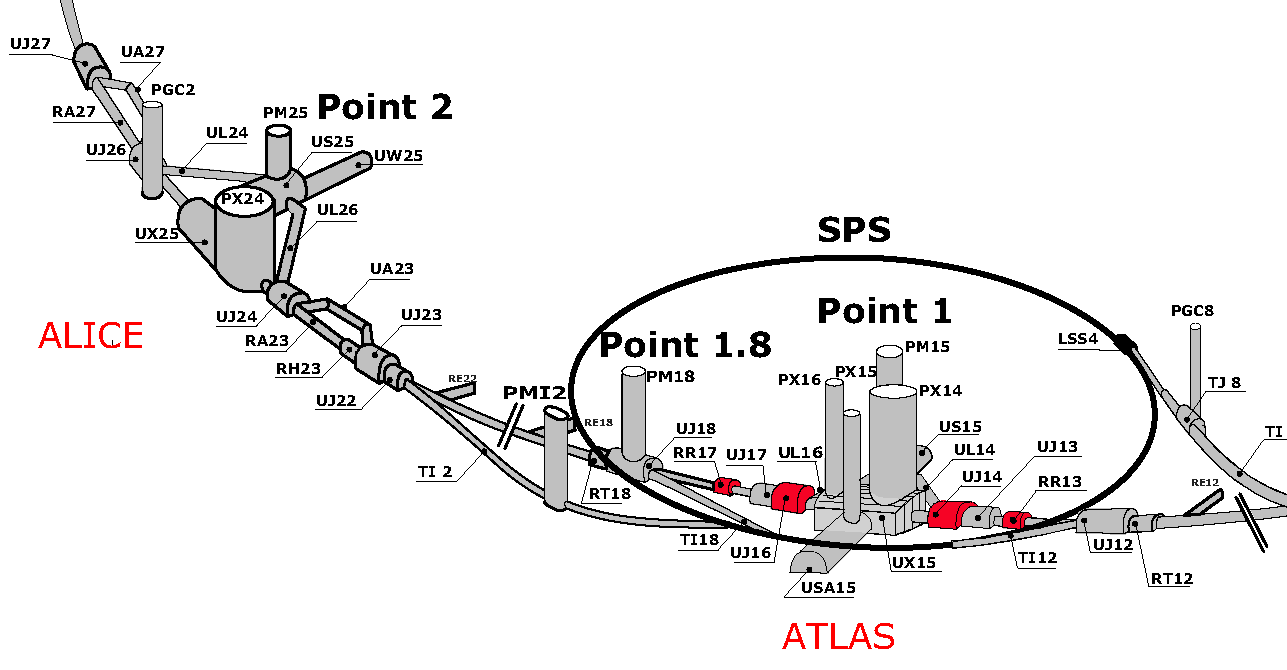 UJ27
UA27
PGC2
RA27
UJ26
UL24
PM25
Point 2
US25
UW25
PX24
UL26
UX25
UA23
ALICE
UJ24
RA23
UJ23
RH23
UJ22
RE22
PMI2
RE18
TI 2
SPS
Point 1
Point 1.8
PM18
PX16
PX15
PM15
PX14
LSS4
PGC8
TJ 8
TI
UJ18
RR17
UJ17
UL16
US15
UL14
UJ13
UJ14
RR13
RE12
RT18
TI18
UJ16
USA15
UX15
TI12
UJ12
RT12
ATLAS